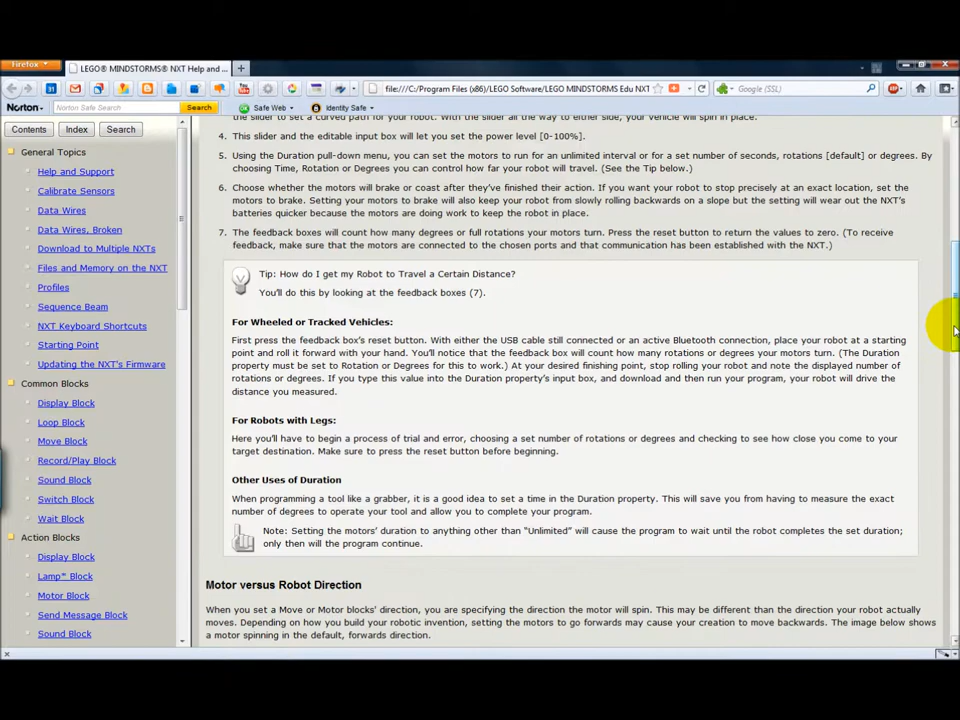 Firefox
LEGO® MINDSTORMS® NXT Help and ...
file:///C:/Program Files (x86)/LEGO Software/LEGO MINDSTORMS Edu NXT
Google (SSL)
Norton
Norton Safe Search
Search
Safe Web
Identity Safe
Contents
Index
Search
General Topics
Help and Support
Calibrate Sensors
Data Wires
Data Wires, Broken
Download to Multiple NXTs
Files and Memory on the NXT
Profiles
Sequence Beam
NXT Keyboard Shortcuts
Starting Point
Updating the NXT's Firmware
Common Blocks
Display Block
Loop Block
Move Block
Record/Play Block
Sound Block
Switch Block
Wait Block
Action Blocks
Display Block
Lamp* Block
Motor Block
Send Message Block
Sound Block
the slider to set a curved path for your robot. With the slider all the way to either side, your vehicle will spin in place.
4. This slider and the editable input box will let you set the power level [0-100%].
5. Using the Duration pull-down menu, you can set the motors to run for an unlimited interval or for a set number of seconds, rotations [default] or degrees. By
choosing Time, Rotation or Degrees you can control how far your robot will travel. (See the Tip below.)
6. Choose whether the motors will brake or coast after they've finished their action. If you want your robot to stop precisely at an exact location, set the
motors to brake. Setting your motors to brake will also keep your robot from slowly rolling backwards on a slope but the setting will wear out the NXT's
batteries quicker because the motors are doing work to keep the robot in place.
7. The feedback boxes will count how many degrees or full rotations your motors turn. Press the reset button to return the values to zero. (To receive
feedback, make sure that the motors are connected to the chosen ports and that communication has been established with the NXT.)
Tip: How do I get my Robot to Travel a Certain Distance?
You'll do this by looking at the feedback boxes (7).
For Wheeled or Tracked Vehicles:
First press the feedback box's reset button. With either the USB cable still connected or an active Bluetooth connection, place your robot at a starting
point and roll it forward with your hand. You'll notice that the feedback box will count how many rotations or degrees your motors turn. (The Duration
property must be set to Rotation or Degrees for this to work.) At your desired finishing point, stop rolling your robot and note the displayed number of
rotations or degrees. If you type this value into the Duration property's input box, and download and then run your program, your robot will drive the
distance you measured.
For Robots with Legs:
Here you'll have to begin a process of trial and error, choosing a set number of rotations or degrees and checking to see how close you come to your
target destination. Make sure to press the reset button before beginning.
Other Uses of Duration
When programming a tool like a grabber, it is a good idea to set a time in the Duration property. This will save you from having to measure the exact
number of degrees to operate your tool and allow you to complete your program.
Note: Setting the motors' duration to anything other than "Unlimited" will cause the program to wait until the robot completes the set duration;
only then will the program continue.
Motor versus Robot Direction
When you set a Move or Motor blocks' direction, you are specifying the direction the motor will spin. This may be different than the direction your robot actually
moves. Depending on how you build your robotic invention, setting the motors to go forwards may cause your creation to move backwards. The image below shows
a motor spinning in the default, forwards direction.